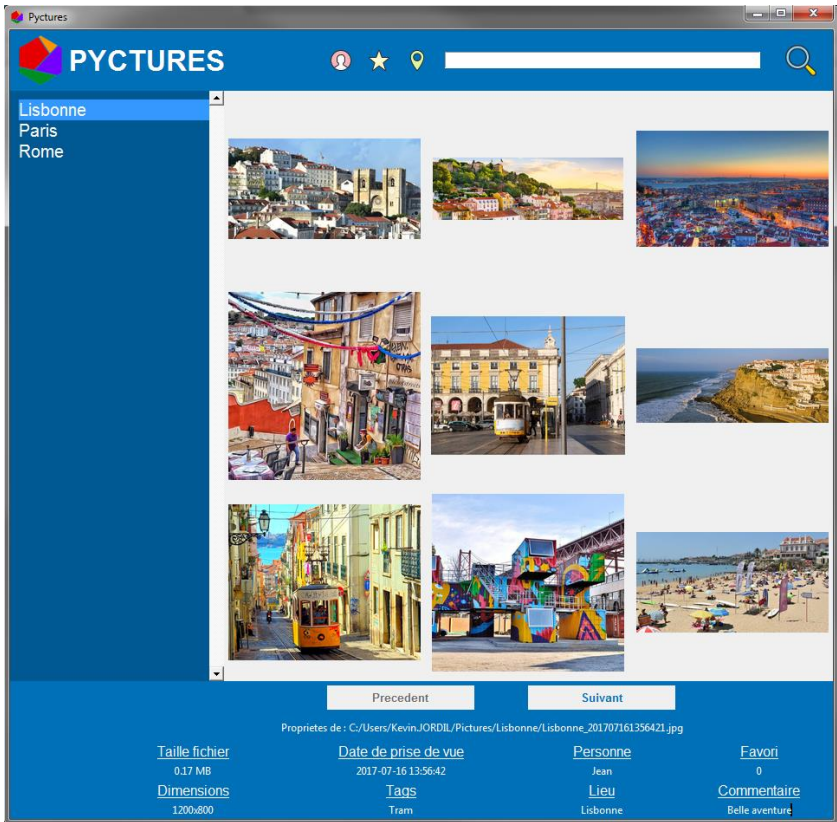 Pyctures
PYCTURES
Lisbonne
Paris
Rome
Precedent
Suivant
Proprietes de : C:/Users/Kevin.JORDIL/Pictures/Lisbonne/Lisbonne_201707161356421.jpg
Taille fichier Date de prise de vue Personne Favori
0.17 MB 2017-07-16 13:56:42 Jean 0
Dimensions Tags Lieu Commentaire
1200x800 Tram Lisbonne Belle aventure